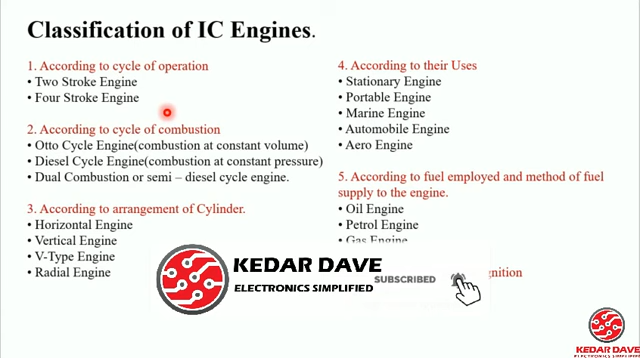 Classification of IC Engines.
1. According to cycle of operation
• Two Stroke Engine
• Four Stroke Engine
2. According to cycle of combustion
• Otto Cycle Engine(combustion at constant volume)
• Diesel Cycle Engine(combustion at constant pressure)
• Dual Combustion or semi – diesel cycle engine.
3. According to arrangement of Cylinder.
• Horizontal Engine
• Vertical Engine
• V-Type Engine
• Radial Engine
4. According to their Uses
• Stationary Engine
• Portable Engine
• Marine Engine
• Automobile Engine
• Aero Engine
5. According to fuel employed and method of fuel
supply to the engine.
• Oil Engine
• Petrol Engine
• Gas Engine
gnition
KEDAR DAVE
ELECTRONICS SIMPLIFIED
SUBSCRIBED
KEDAR DAVE
ELECTRONICS SIMPLIFIED